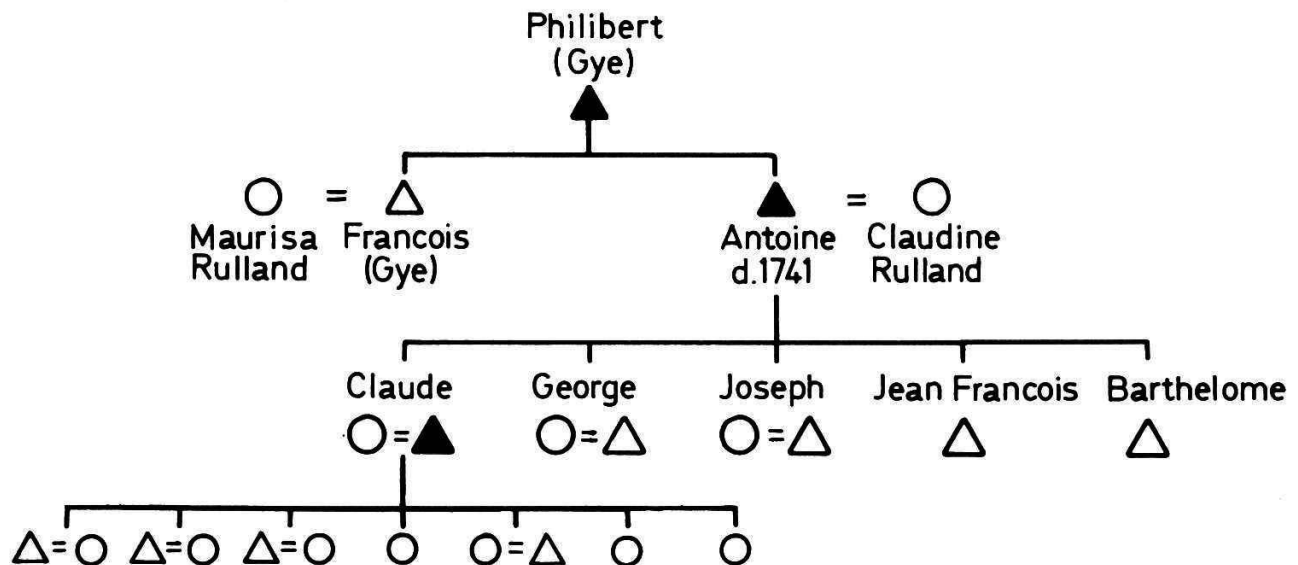 Philibert
(Gye)
=
=
Maurisa
Rulland
Francois
(Gye)
Antoine
d.1741
Claudine
Rulland
Claude
George
Joseph
Jean Francois
Barthelome
=
=
=
=
=
=
=